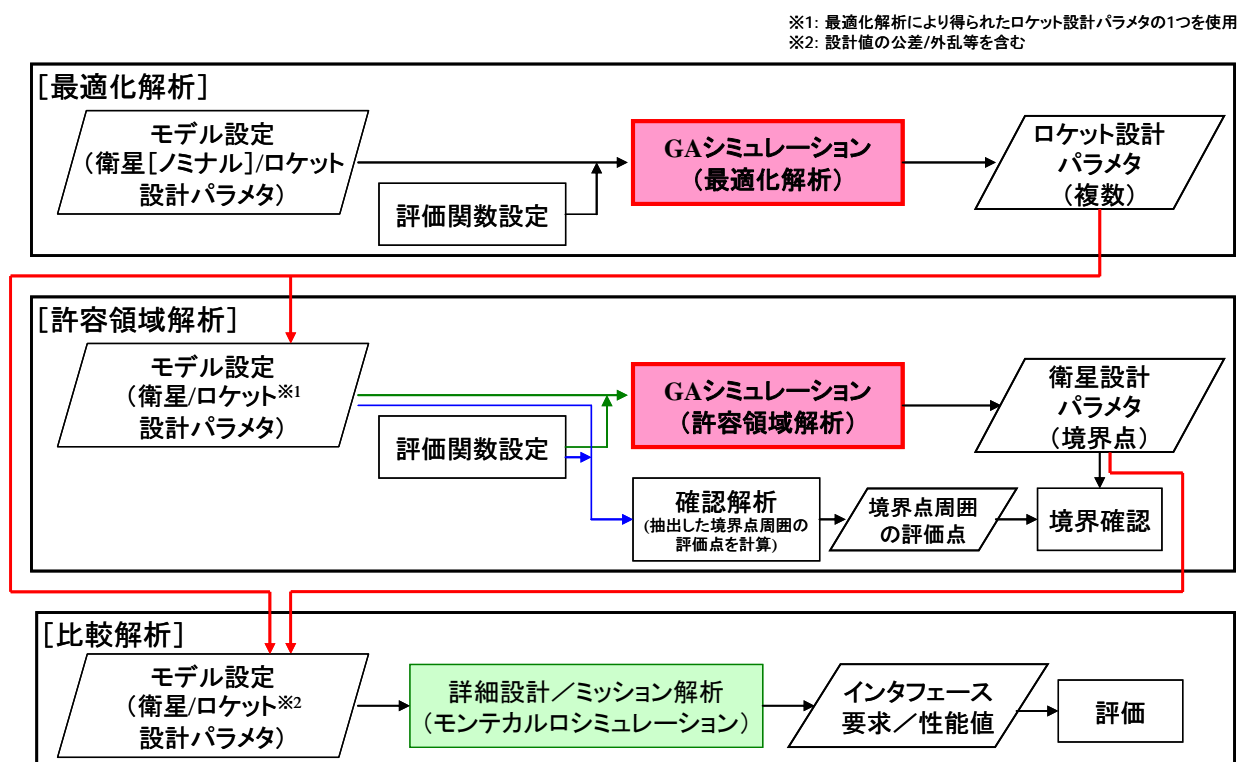 ※1: 最適化解析により得られたロケット設計パラメタの1つを使用
※2: 設計値の公差/外乱等を含む
[最適化解析]
モデル設定
(衛星[ノミナル]/ロケット
設計パラメタ)
評価関数設定
GAシミュレーション
(最適化解析)
ロケット設計
パラメタ
(複数)
[許容領域解析]
モデル設定
(衛星/ロケット※1
設計パラメタ)
評価関数設定
GAシミュレーション
(許容領域解析)
衛星設計
パラメタ
(境界点)
確認解析
(抽出した境界点周囲の
評価点を計算)
境界点周囲
の評価点
境界確認
[比較解析]
モデル設定
(衛星/ロケット※2
設計パラメタ)
詳細設計/ミッション解析
(モンテカルロシミュレーション)
インタフェース
要求/性能値
評価